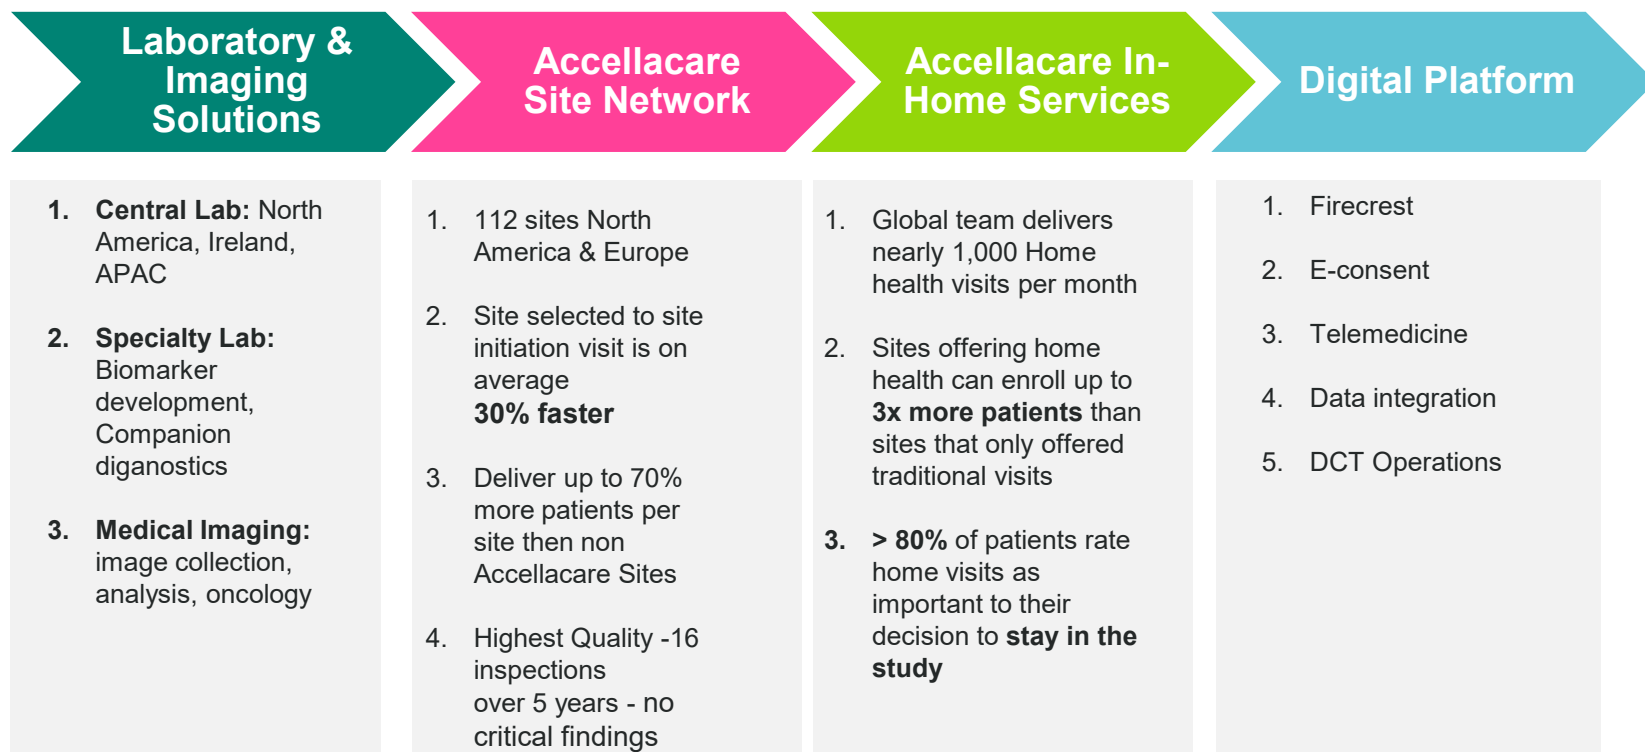 Laboratory &
Imaging
Solutions
Accellacare
Site Network
Accellacare In-
Home Services
Digital Platform
1. Central Lab: North
America, Ireland,
APAC
2. Specialty Lab:
Biomarker
development,
Companion
diganostics
3. Medical Imaging:
image collection,
analysis, oncology
1. 112 sites North
America & Europe
2. Site selected to site
initiation visit is on
average
30% faster
3. Deliver up to 70%
more patients per
site then non
Accellacare Sites
4. Highest Quality -16
inspections
over 5 years - no
critical findings
1. Global team delivers
nearly 1,000 Home
health visits per month
2. Sites offering home
health can enroll up to
3x more patients than
sites that only offered
traditional visits
3. > 80% of patients rate
home visits as
important to their
decision to stay in the
study
1. Firecrest
2. E-consent
3. Telemedicine
4. Data integration
5. DCT Operations